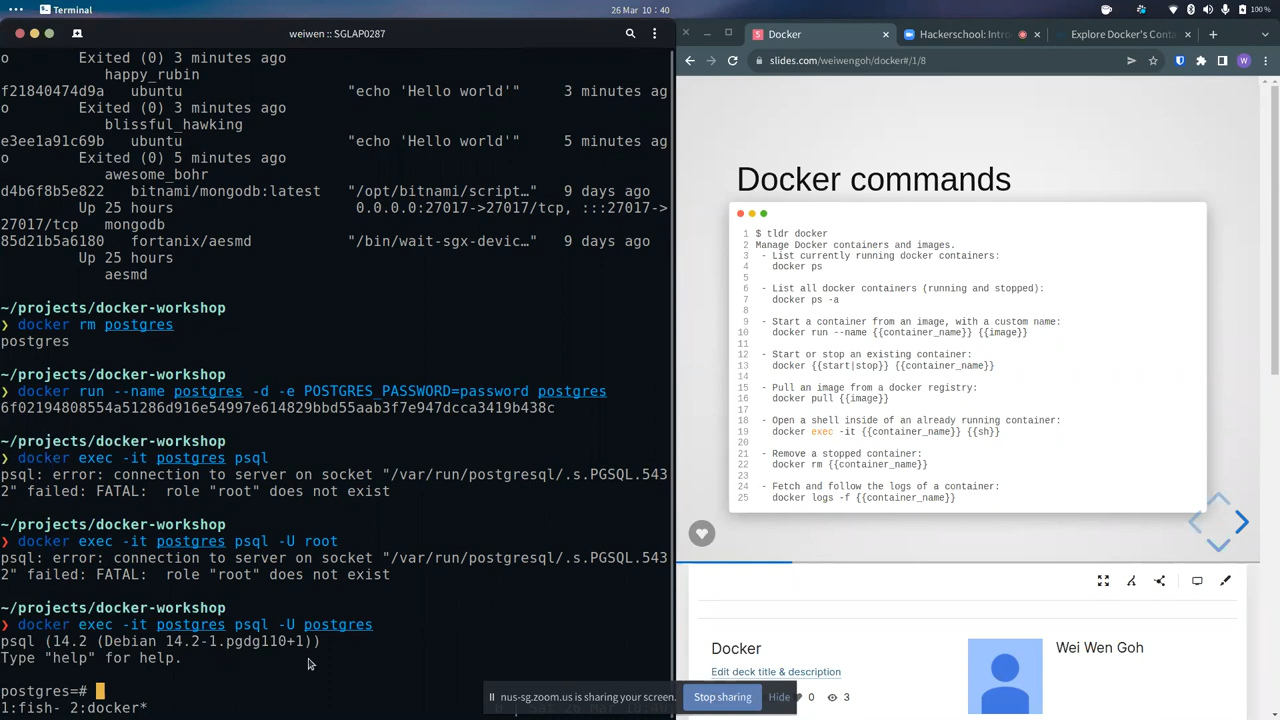 Terminal
26 Mar 10:40
100 %
weiwen :: SGLAP0287
o      Exited (0) 3 minutes ago
happy_rubin
f21840474d9a   ubuntu                   "echo 'Hello world'"     3 minutes ag
o      Exited (0) 3 minutes ago
blissful_hawking
e3ee1a91c69b   ubuntu                   "echo 'Hello world'"     5 minutes ag
o      Exited (0) 5 minutes ago
awesome_bohr
d4b6f8b5e822   bitnami/mongodb:latest   "/opt/bitnami/script…"   9 days ago
Up 25 hours              0.0.0.0:27017->27017/tcp, :::27017->
27017/tcp   mongodb
85d21b5a6180   fortanix/aesmd           "/bin/wait-sgx-devic…"   9 days ago
Up 25 hours
aesmd
~/projects/docker-workshop
❯ docker rm postgres
postgres
~/projects/docker-workshop
❯ docker run --name postgres -d -e POSTGRES_PASSWORD=password postgres
6f02194808554a51286d916e54997e614829bbd55aab3f7e947dcca3419b438c
~/projects/docker-workshop
❯ docker exec -it postgres psql
psql: error: connection to server on socket "/var/run/postgresql/.s.PGSQL.543
2" failed: FATAL:  role "root" does not exist
~/projects/docker-workshop
❯ docker exec -it postgres psql -U root
psql: error: connection to server on socket "/var/run/postgresql/.s.PGSQL.543
2" failed: FATAL:  role "root" does not exist
~/projects/docker-workshop
❯ docker exec -it postgres psql -U postgres
psql (14.2 (Debian 14.2-1.pgdg110+1))
Type "help" for help.
postgres=#
1:fish- 2:docker*
Docker
Hackerschool: Intro
Explore Docker's Conta
slides.com/weiwengoh/docker#/1/8
W
Docker commands
1 $ tldr docker
2 Manage Docker containers and images.
3  - List currently running docker containers:
4    docker ps
5
6  - List all docker containers (running and stopped):
7    docker ps -a
8
9  - Start a container from an image, with a custom name:
10    docker run --name {{container_name}} {{image}}
11
12  - Start or stop an existing container:
13    docker {{start|stop}} {{container_name}}
14
15  - Pull an image from a docker registry:
16    docker pull {{image}}
17
18  - Open a shell inside of an already running container:
19    docker exec -it {{container_name}} {{sh}}
20
21  - Remove a stopped container:
22    docker rm {{container_name}}
23
24  - Fetch and follow the logs of a container:
25    docker logs -f {{container_name}}
Docker
Edit deck title & description
0
3
Wei Wen Goh
nus-sg.zoom.us is sharing your screen.
Stop sharing
Hide